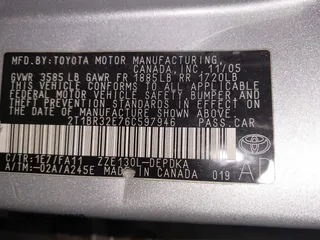 MFD.BY:TOYOTA MOTOR MANUFACTURING,
CANADA,INC. 11/05
GVWR 3585LB GAWR FR 1885LB RR 1720LB
THIS VEHICLE CONFORMS TO ALL APPLICABLE
FEDERAL MOTOR VEHICLE SAFETY, BUMPER, AND
THEFT PREVENTION STANDARDS IN EFFECT ON
THE DATE OF MANUFACTURE SHOWN ABOVE.
2T1BR32E76C597946 PASS.CAR
C/TR:1E7/FA11 ZZE130L-DEPDKA
A/TM:-02A/A245E MADE IN CANADA 019